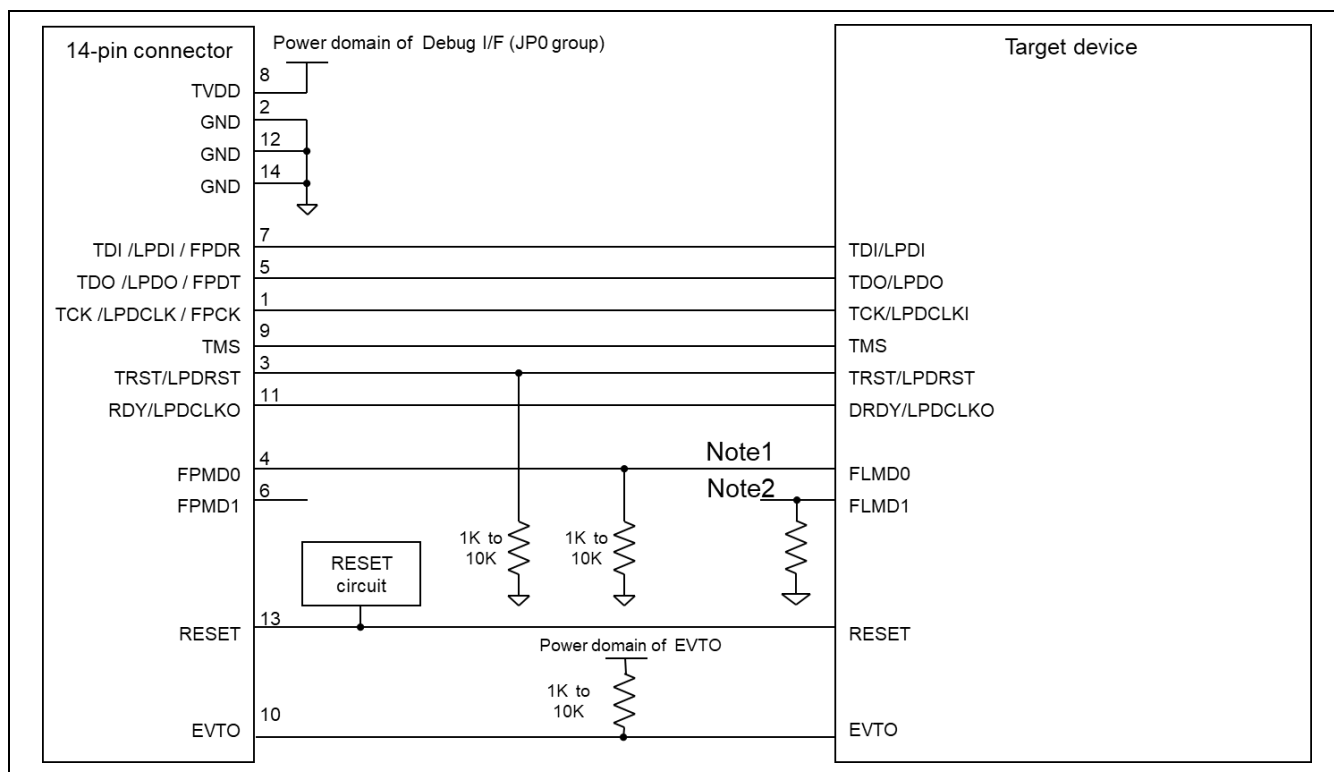 14-pin connector
Power domain of Debug I/F (JP0 group)
Target device
8
TVDD
2
GND
12
GND
14
GND
7
TDI /LPDI / FPDR
TDI/LPDI
5
TDO /LPDO / FPDT
TDO/LPDO
1
TCK /LPDCLK / FPCK
TCK/LPDCLKI
9
TMS
TMS
3
TRST/LPDRST
TRST/LPDRST
11
RDY/LPDCLKO
DRDY/LPDCLKO
4
Note1
FPMD0
FLMD0
6
Note2
FPMD1
FLMD1
1K to
10K
1K to
10K
RESET
circuit
13
RESET
RESET
Power domain of EVTO
1K to
10K
10
EVTO
EVTO